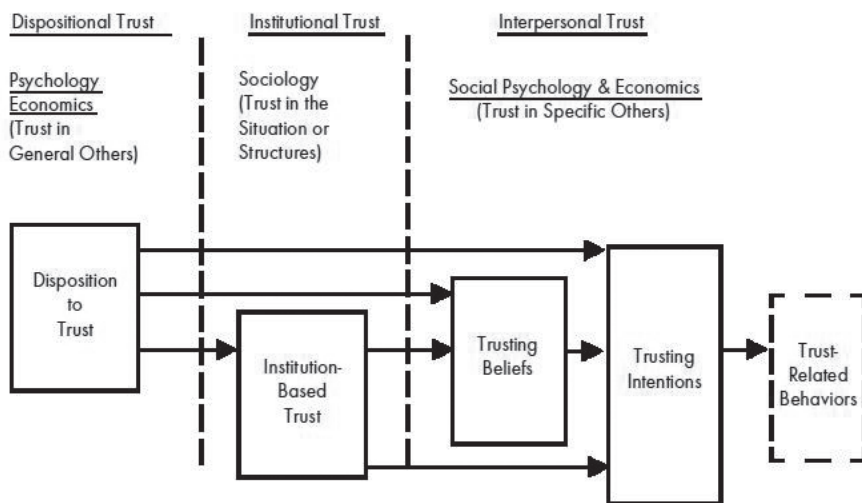 Dispositional Trust
Institutional Trust
Interpersonal Trust
Psychology
Economics
(Trust in
General Others)
Sociology
(Trust in the
Situation or
Structures)
Social Psychology & Economics
(Trust in Specific Others)
Disposition
to
Trust
Institution-
Based
Trust
Trusting
Beliefs
Trusting
Intentions
Trust-
Related
Behaviors